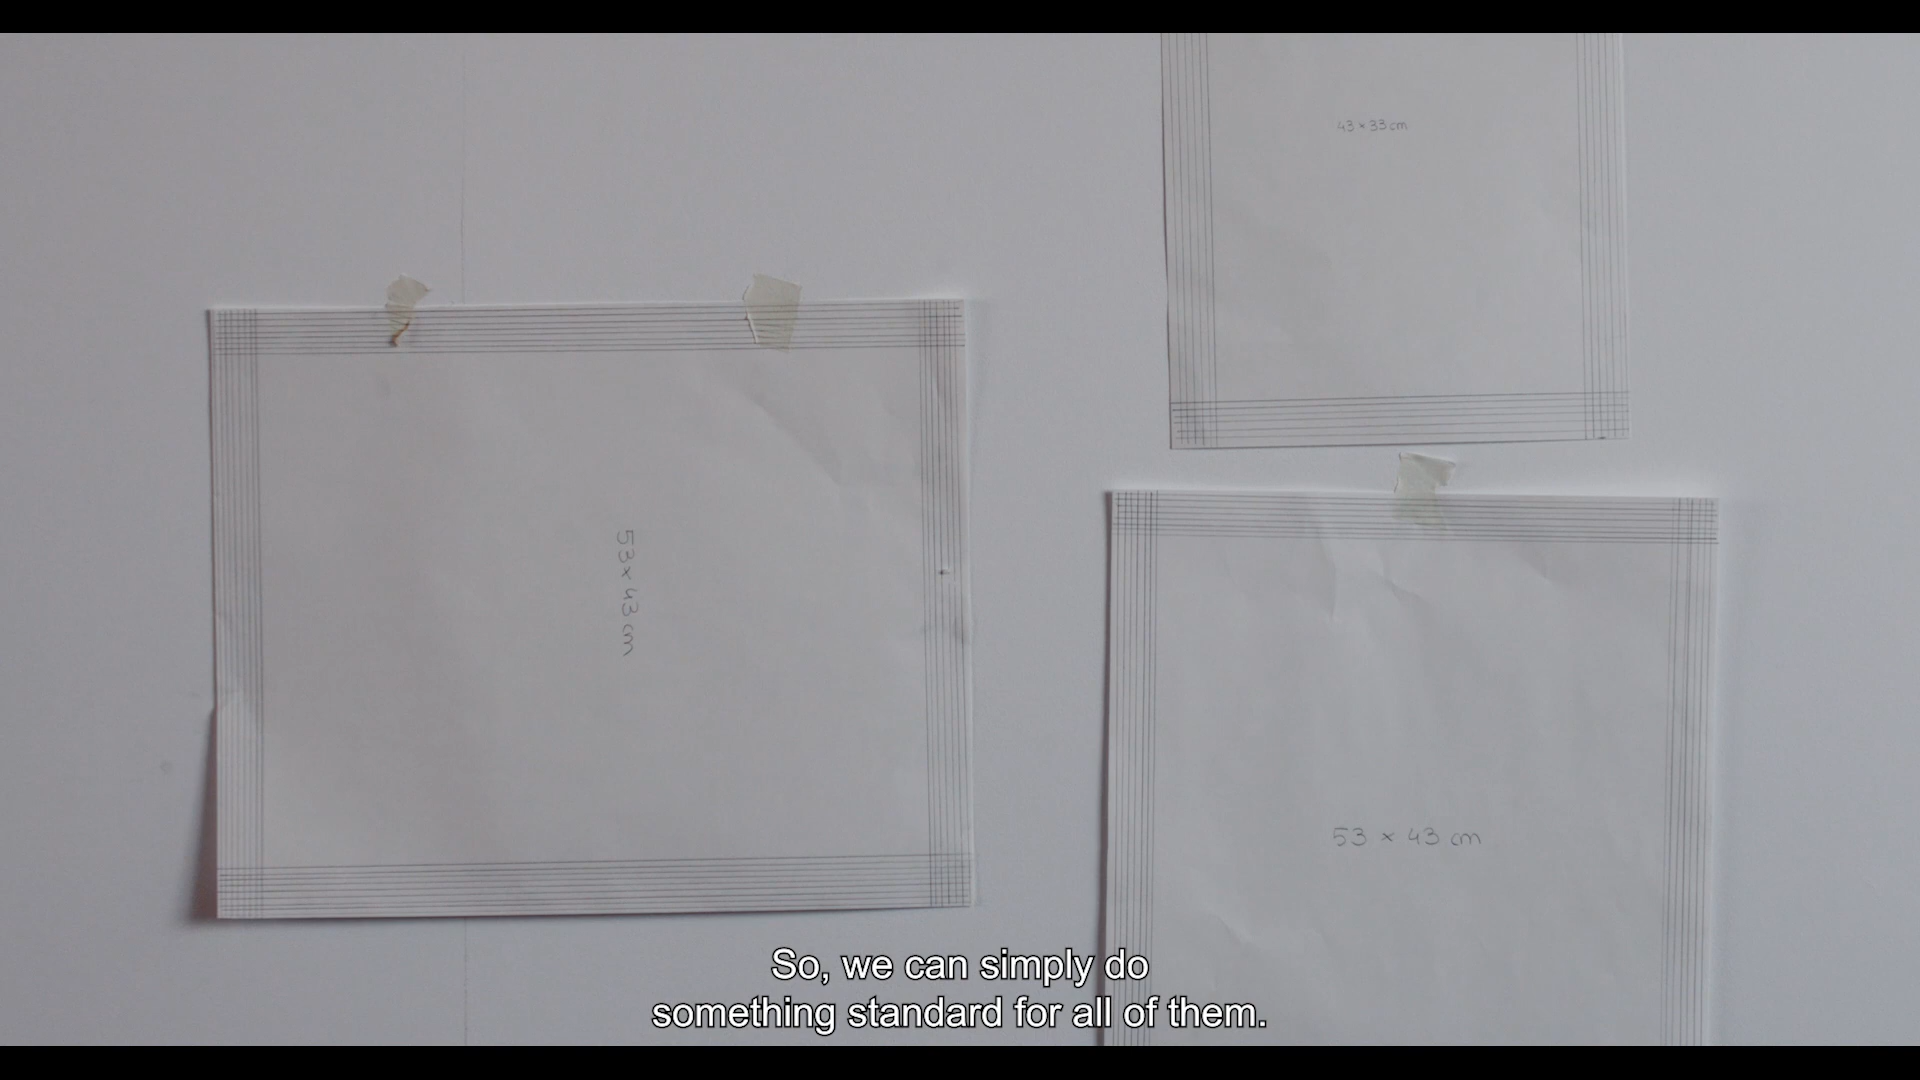 43 × 33 cm
53 × 43 cm
53 × 43 cm
So, we can simply do
something standard for all of them.